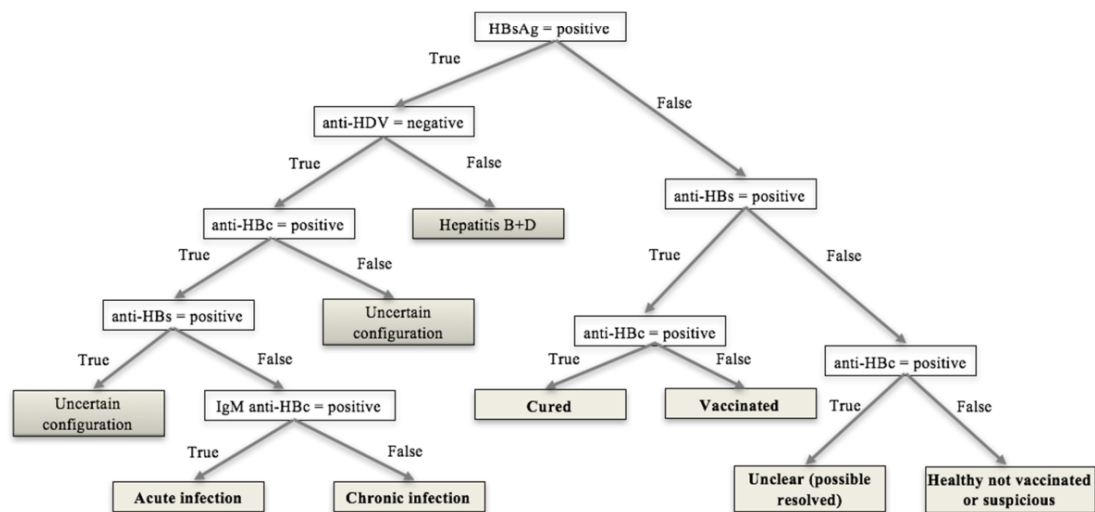 HBsAg = positive
True
False
anti-HDV = negative
True
False
anti-HBs = positive
anti-HBc = positive
Hepatitis B+D
True
False
True
False
anti-HBs = positive
Uncertain
configuration
anti-HBc = positive
anti-HBc = positive
True
False
True
False
Uncertain
configuration
IgM anti-HBc = positive
Cured
Vaccinated
True
False
True
False
Acute infection
Chronic infection
Unclear (possible
resolved)
Healthy not vaccinated
or suspicious